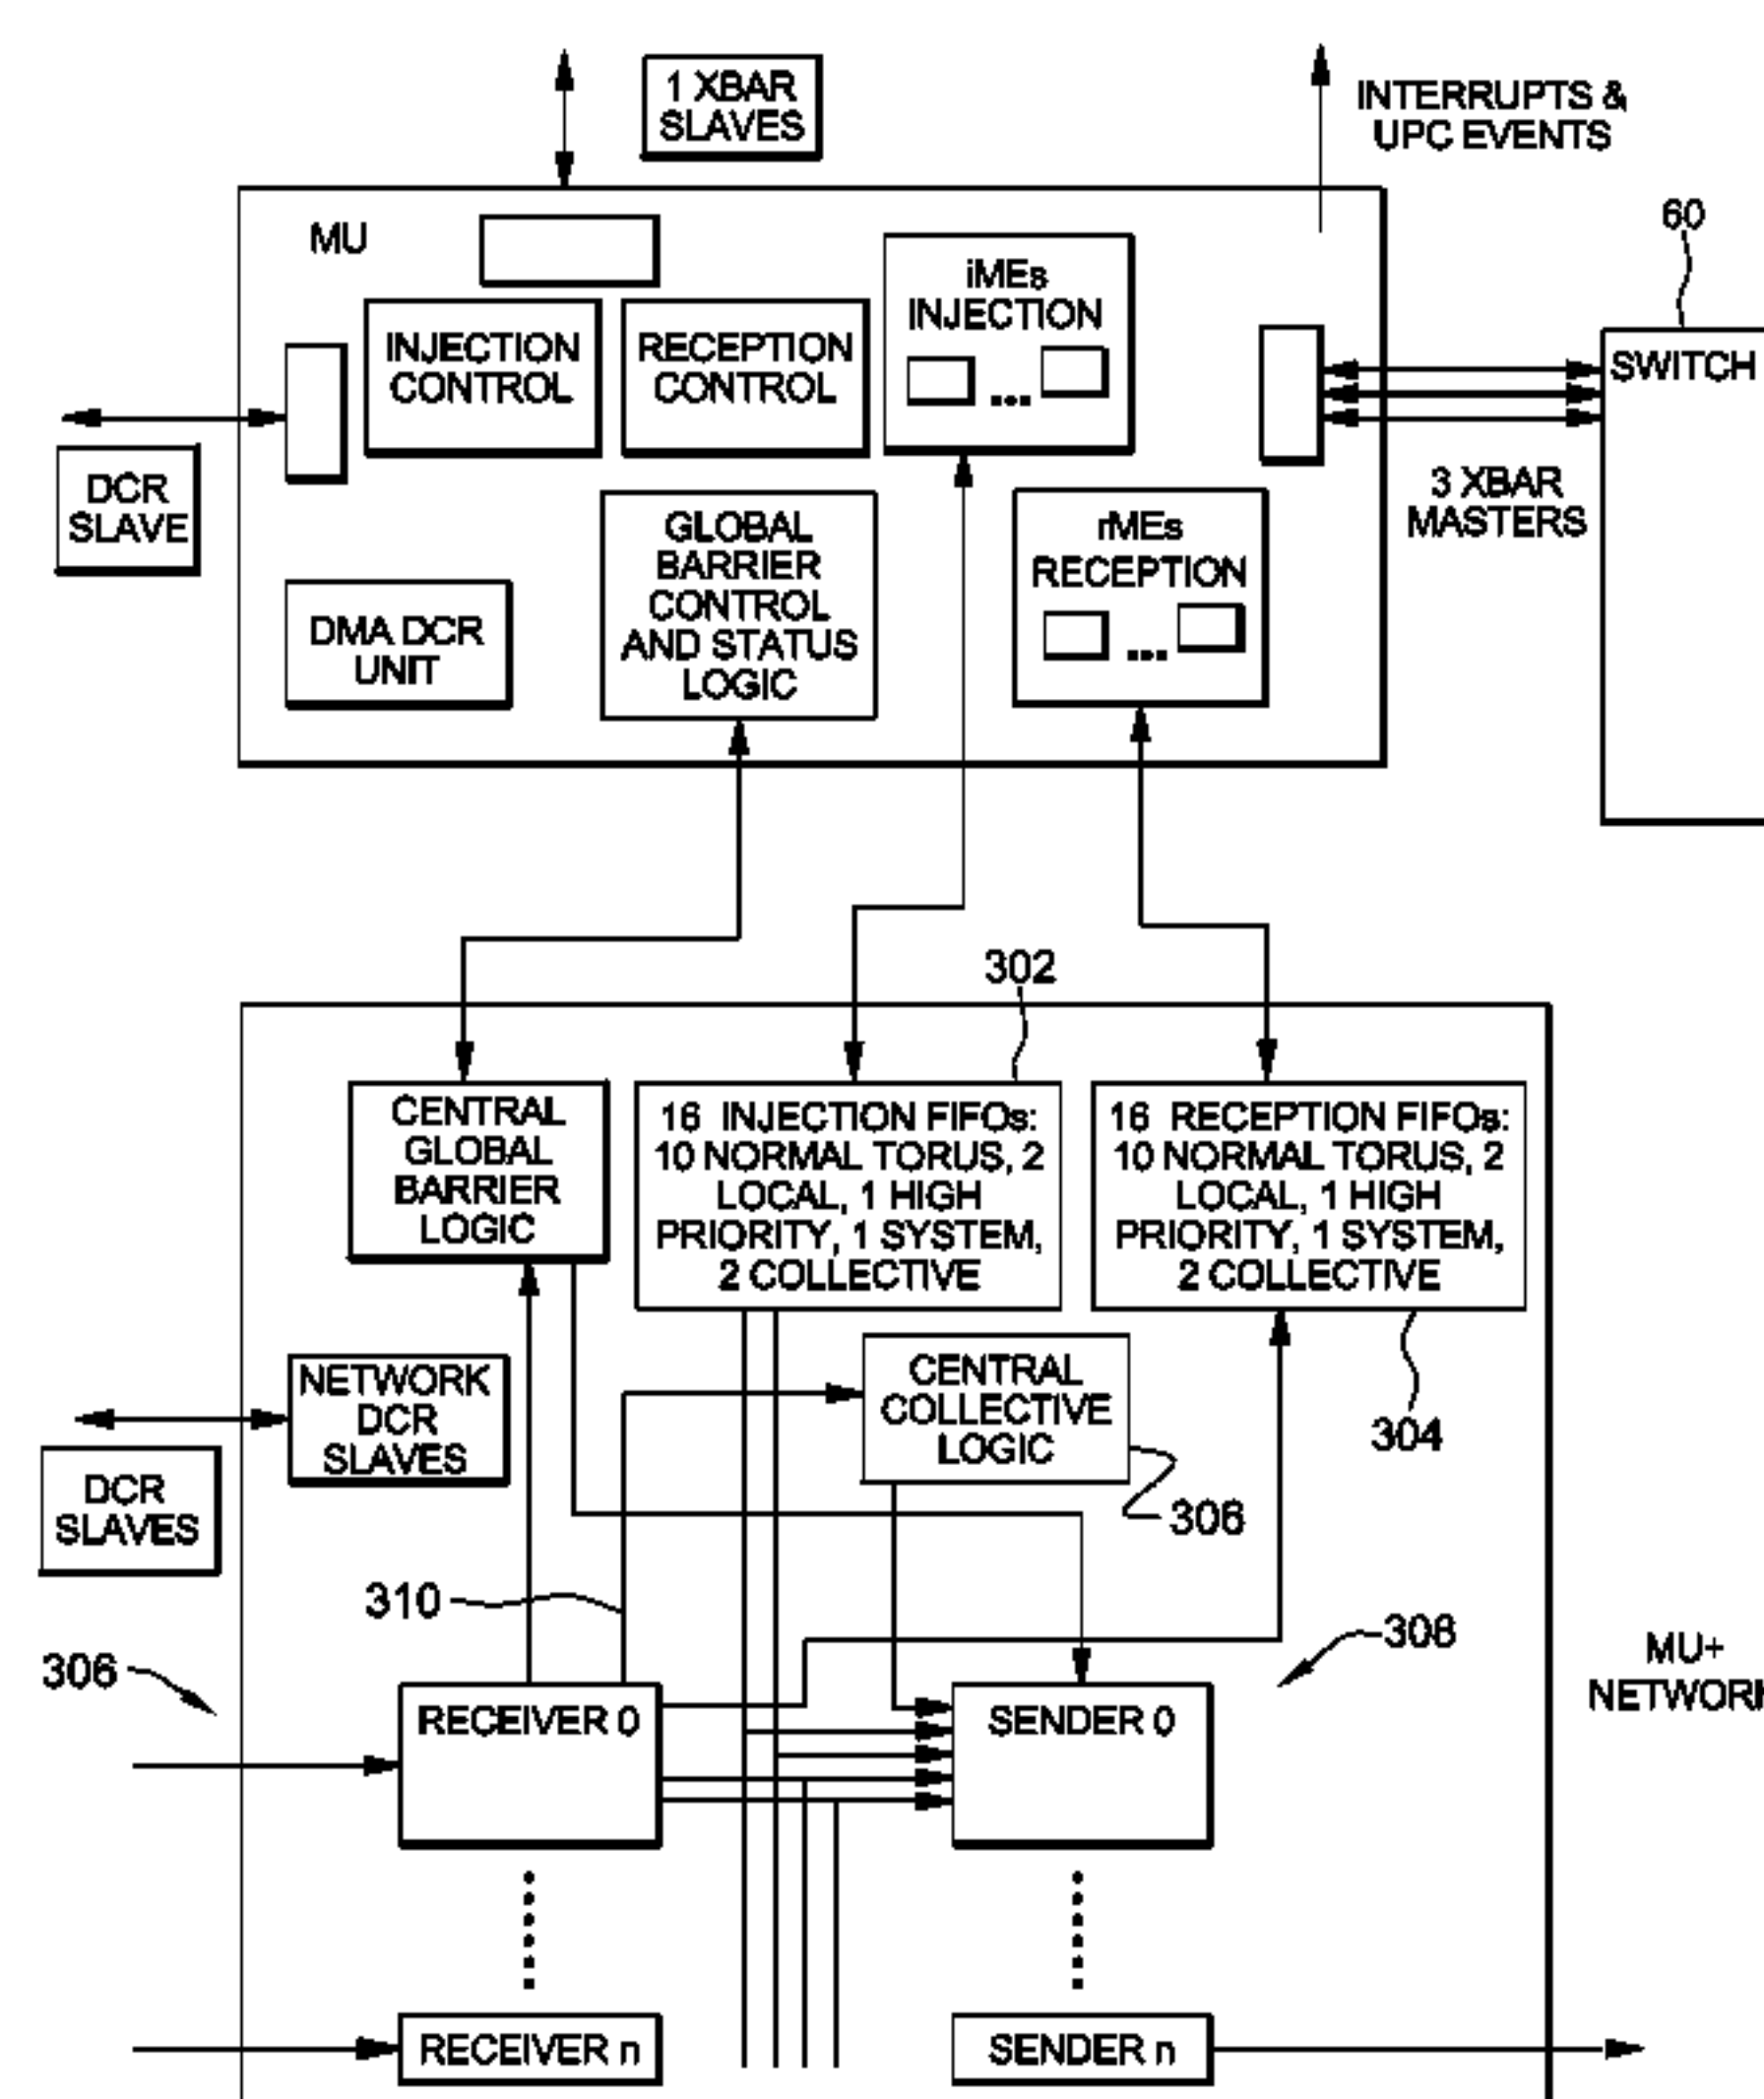 1 XBAR
SLAVES
INTERRUPTS &
UPC EVENTS
60
MU
iMEs
INJECTION
...
INJECTION
CONTROL
RECEPTION
CONTROL
SWITCH
DCR
SLAVE
3 XBAR
MASTERS
GLOBAL
BARRIER
CONTROL
AND STATUS
LOGIC
rMEs
RECEPTION
...
DMA DCR
UNIT
302
CENTRAL
GLOBAL
BARRIER
LOGIC
16 INJECTION FIFOs:
10 NORMAL TORUS, 2
LOCAL, 1 HIGH
PRIORITY, 1 SYSTEM,
2 COLLECTIVE
16 RECEPTION FIFOs:
10 NORMAL TORUS, 2
LOCAL, 1 HIGH
PRIORITY, 1 SYSTEM,
2 COLLECTIVE
NETWORK
DCR
SLAVES
CENTRAL
COLLECTIVE
LOGIC
304
DCR
SLAVES
306
310
308
306
MU+
NETWORK
RECEIVER 0
SENDER 0
RECEIVER n
SENDER n